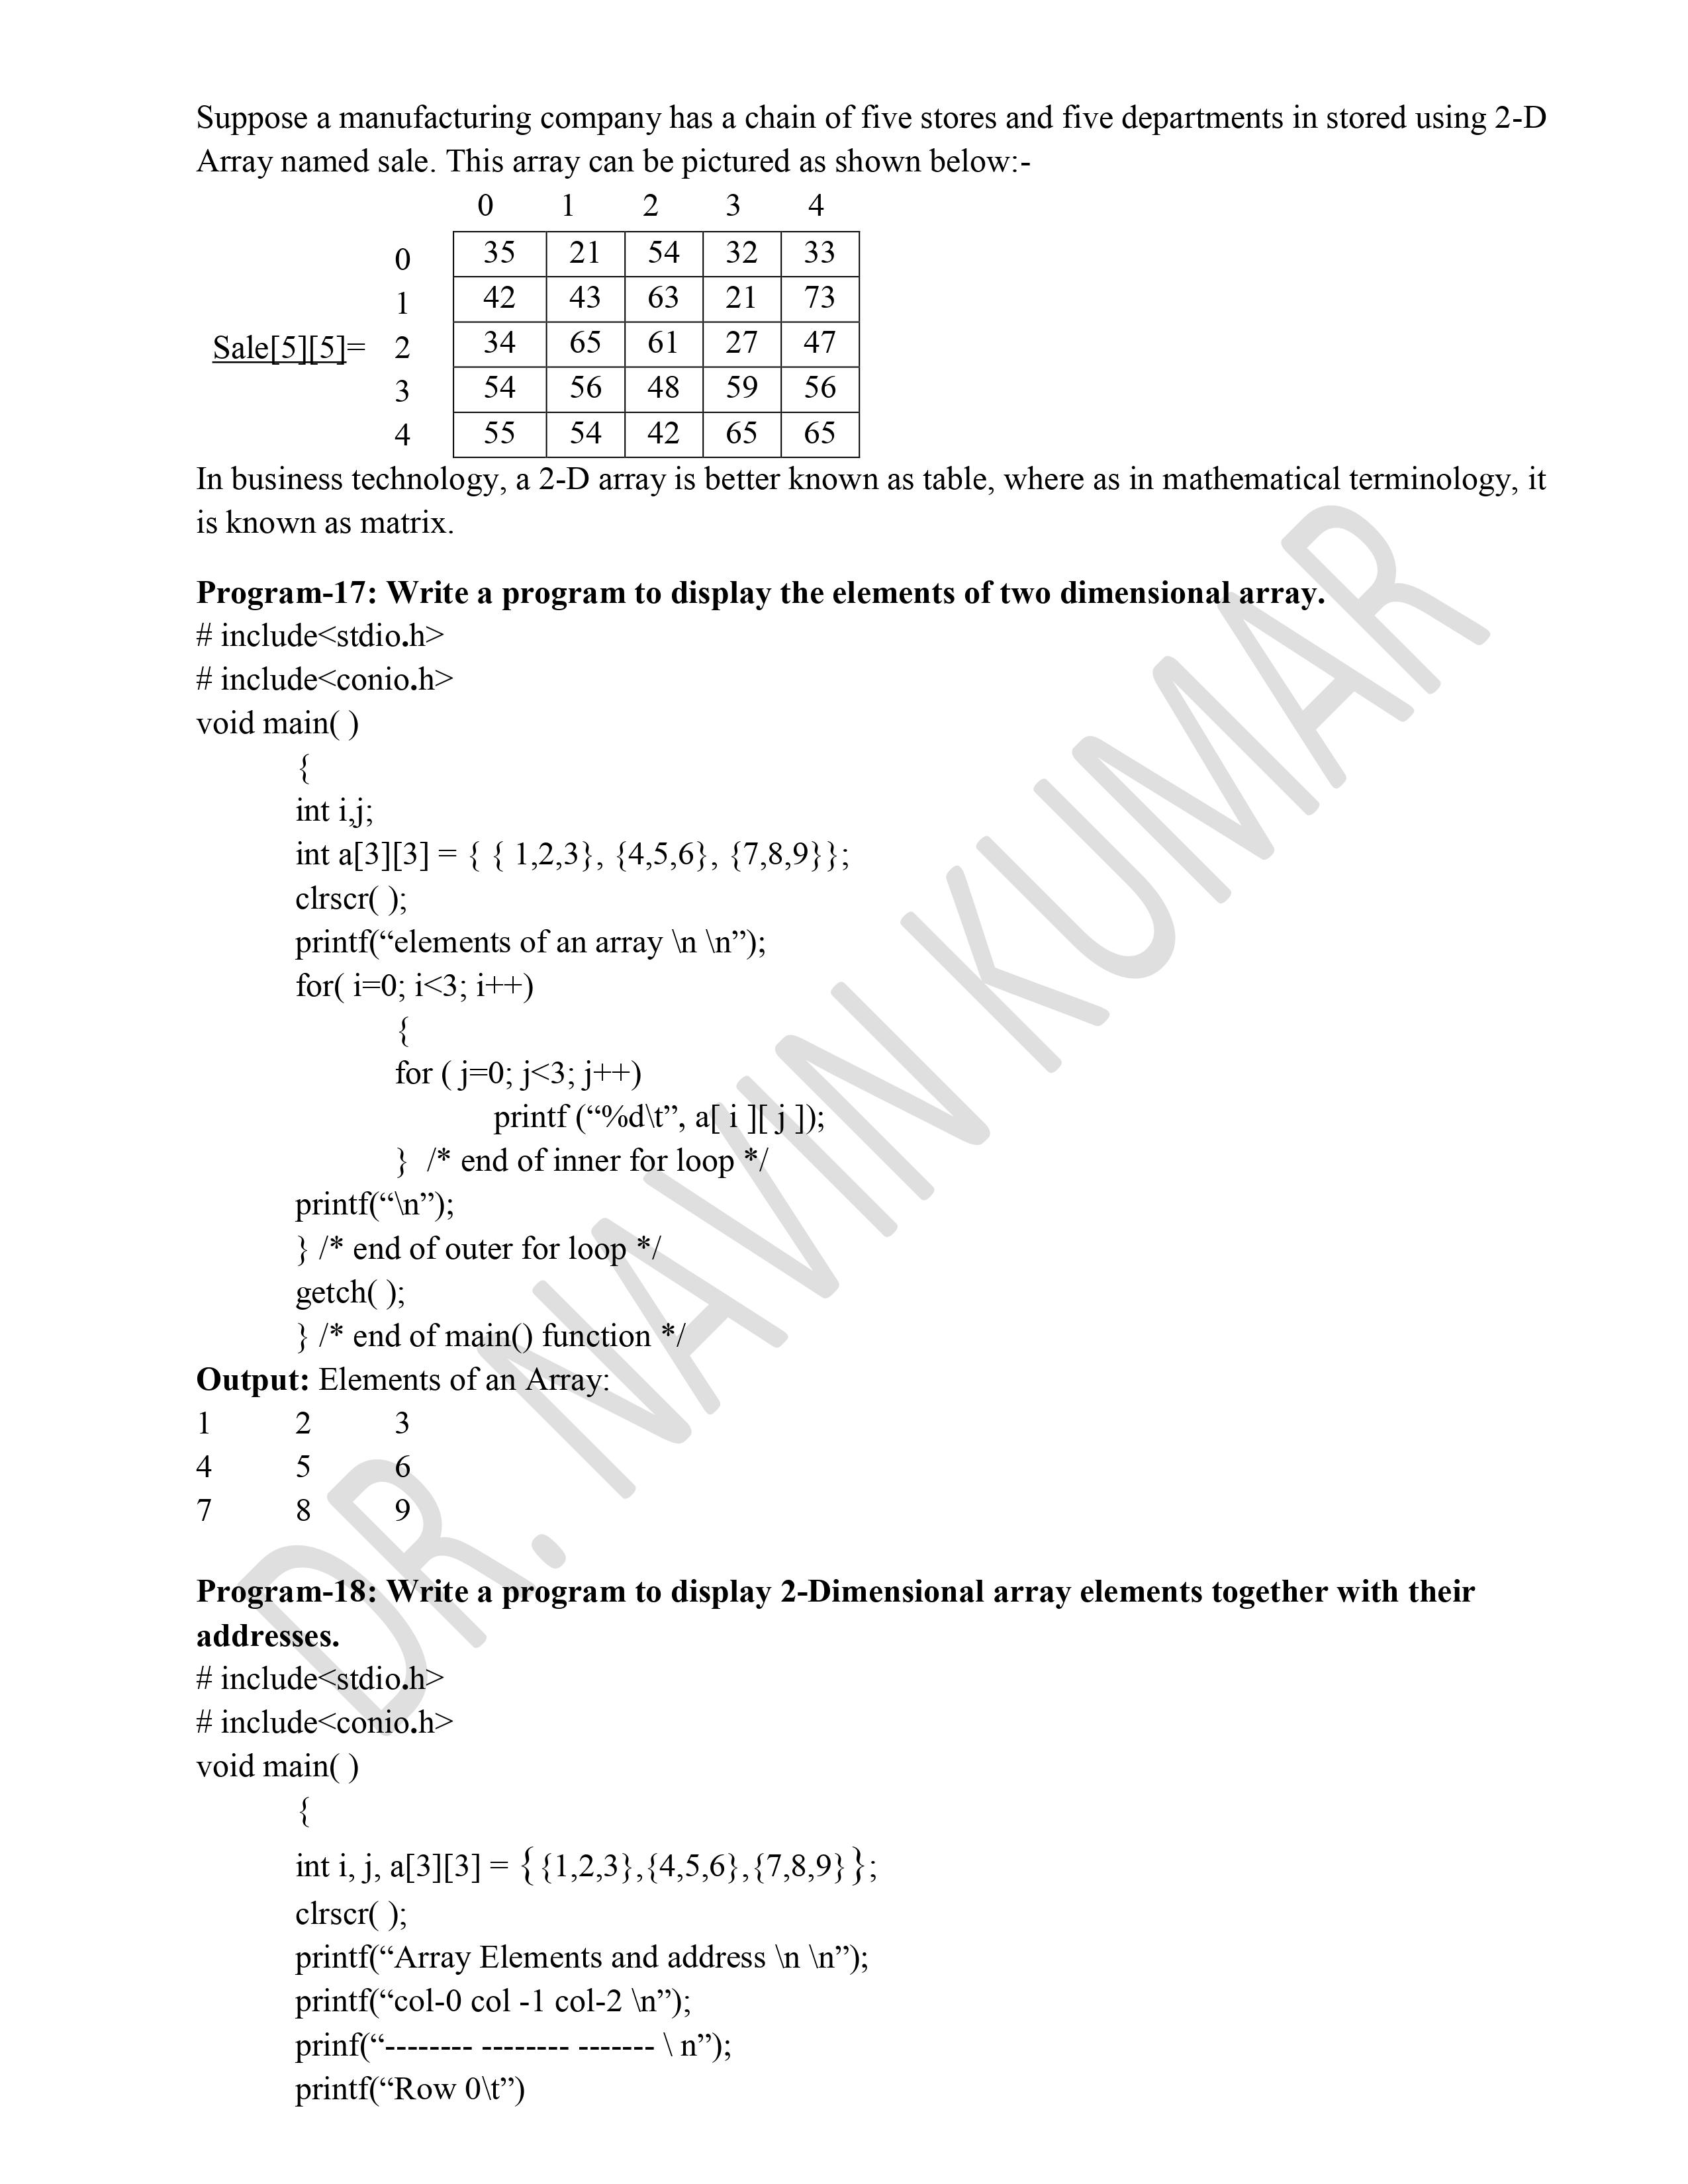 Suppose a manufacturing company has a chain of five stores and five departments in stored using 2-D
Array named sale. This array can be pictured as shown below:-
0 1 2 3 4
0 35 21 54 32 33
1 42 43 63 21 73
Sale[5][5]= 2 34 65 61 27 47
3 54 56 48 59 56
4 55 54 42 65 65
In business technology, a 2-D array is better known as table, where as in mathematical terminology, it
is known as matrix.
Program-17: Write a program to display the elements of two dimensional array.
# include<stdio.h>
# include<conio.h>
void main( )
{
int i,j;
int a[3][3] = { { 1,2,3}, {4,5,6}, {7,8,9}};
clrscr( );
printf(“elements of an array \n \n”);
for( i=0; i<3; i++)
{
for ( j=0; j<3; j++)
printf (“%d\t”, a[ i ][ j ]);
} /* end of inner for loop */
printf(“\n”);
} /* end of outer for loop */
getch( );
} /* end of main() function */
Output: Elements of an Array:
1 2 3
4 5 6
7 8 9
Program-18: Write a program to display 2-Dimensional array elements together with their
addresses.
# include<stdio.h>
# include<conio.h>
void main( )
{
int i, j, a[3][3] = {{1,2,3},{4,5,6},{7,8,9}};
clrscr( );
printf(“Array Elements and address \n \n”);
printf(“col-0 col -1 col-2 \n”);
prinf(“-------- -------- ------- \ n”);
printf(“Row 0\t”)
DR. NAVIN KUMAR